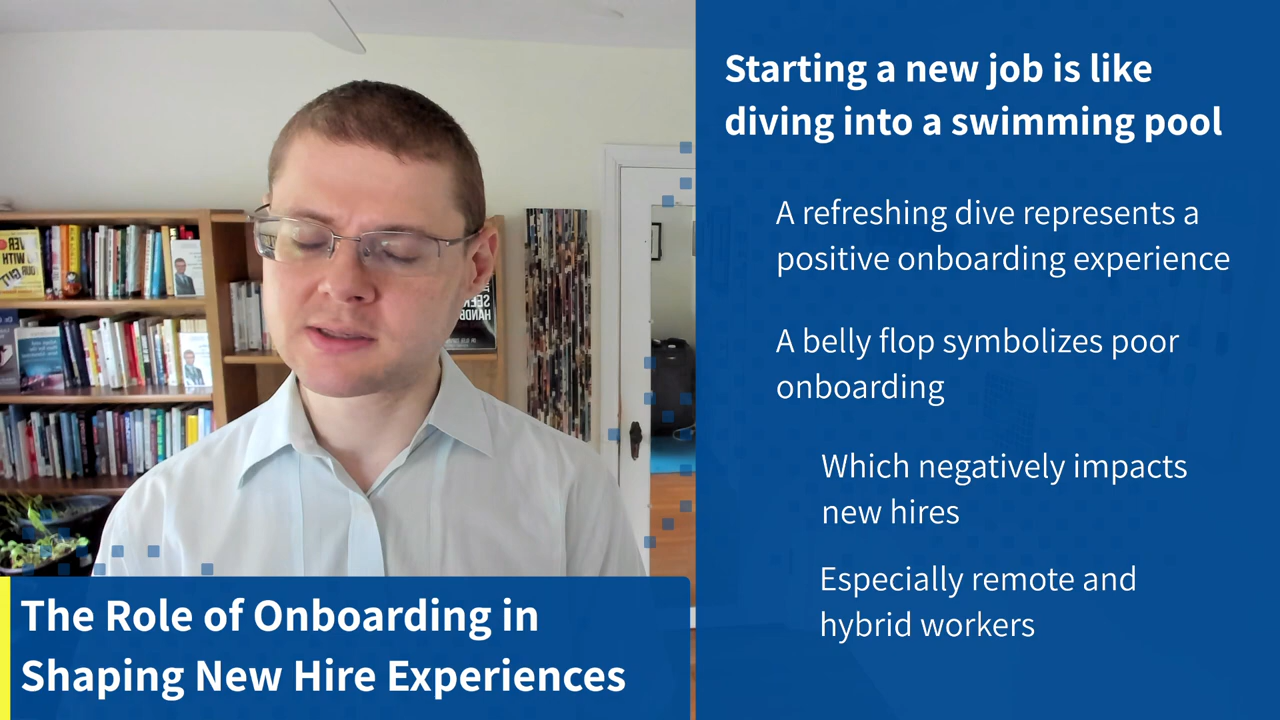 Starting a new job is like
diving into a swimming pool
A refreshing dive represents a
positive onboarding experience
A belly flop symbolizes poor
onboarding
Which negatively impacts
new hires
Especially remote and
hybrid workers
The Role of Onboarding in
Shaping New Hire Experiences